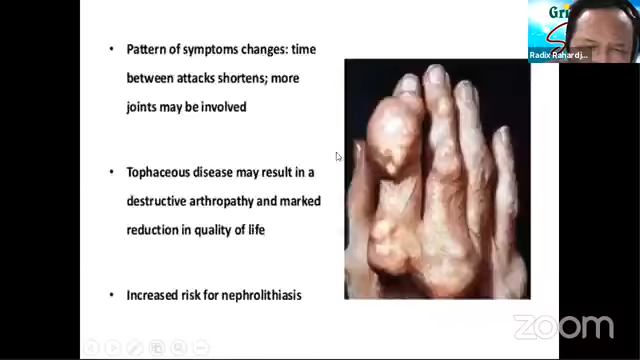 • Pattern of symptoms changes: time
between attacks shortens; more
joints may be involved
• Tophaceous disease may result in a
destructive arthropathy and marked
reduction in quality of life
• Increased risk for nephrolithiasis
Radix Rahardj...
zoom